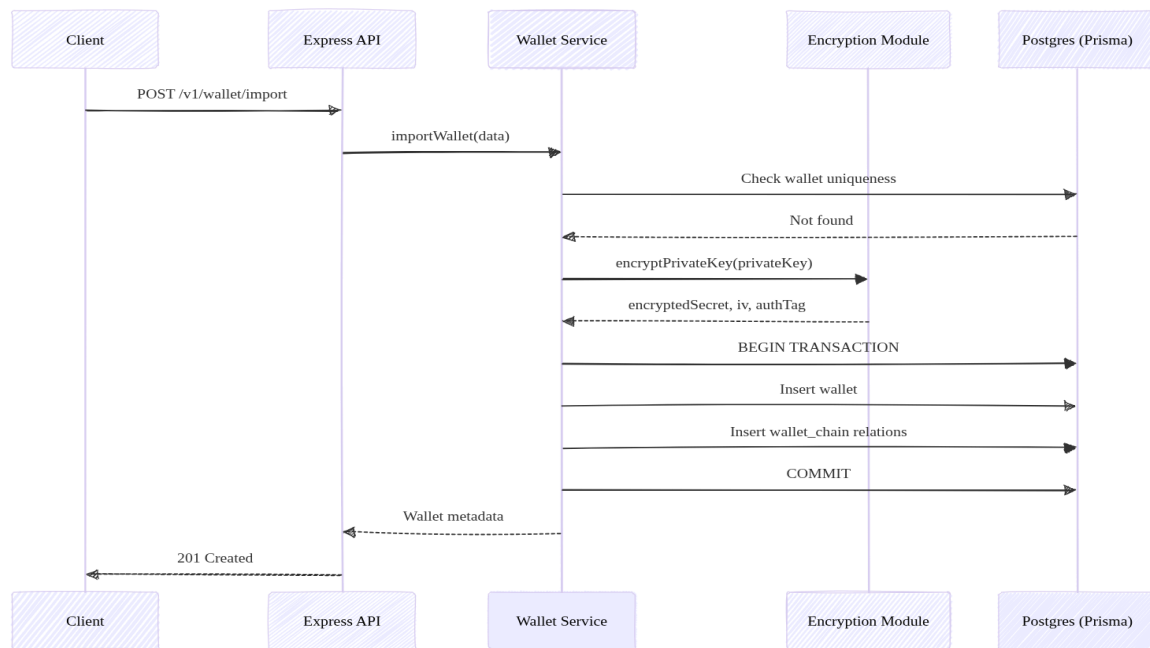 Client
Express API
Wallet Service
Encryption Module
Postgres (Prisma)
POST /v1/wallet/import
importWallet(data)
Check wallet uniqueness
Not found
encryptPrivateKey(privateKey)
encryptedSecret, iv, authTag
BEGIN TRANSACTION
Insert wallet
Insert wallet_chain relations
COMMIT
Wallet metadata
201 Created
Client
Express API
Wallet Service
Encryption Module
Postgres (Prisma)